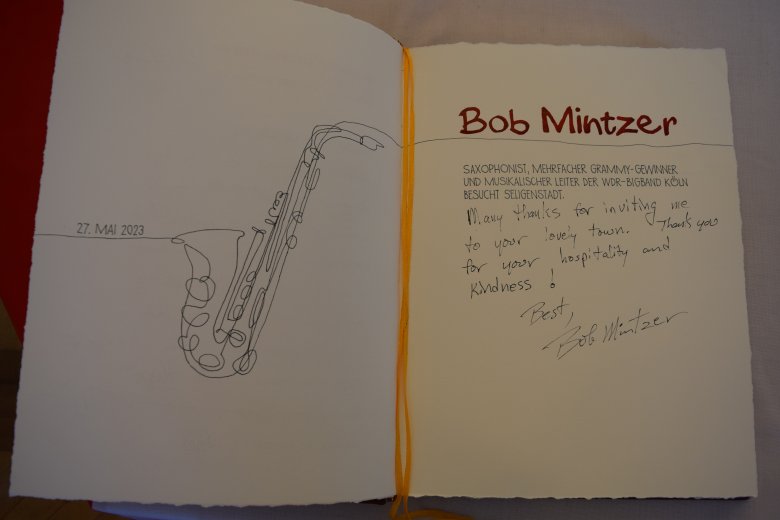 27. MAI 2023
Bob Mintzer
SAXOPHONIST, MEHRFACHER GRAMMY-GEWINNER
UND MUSIKALISCHER LEITER DER WDR-BIGBAND KÖLN
BESUCHT SELIGENSTADT.
Many thanks for inviting me
to your lovely town. Thank you
for your hospitality and
kindness !
Best,
Bob Mintzer